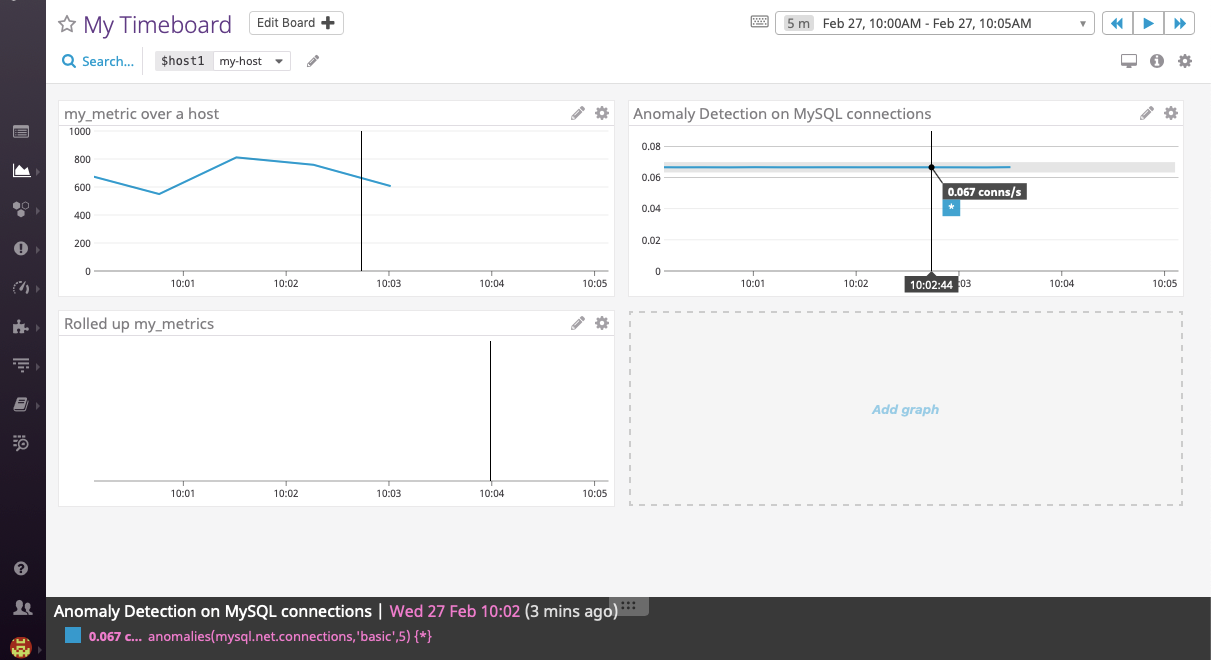 My Timeboard
Edit Board
5 m Feb 27, 10:00AM - Feb 27, 10:05AM
Search...
$host1 my-host
my_metric over a host
1000
800
600
400
200
0
10:01 10:02 10:03 10:04 10:05
Anomaly Detection on MySQL connections
0.08
0.06
0.04
0.02
0
0.067 conns/s
*
10:01 10:02 10:02:44 :03 10:04 10:05
Rolled up my_metrics
10:01 10:02 10:03 10:04 10:05
Add graph
Anomaly Detection on MySQL connections | Wed 27 Feb 10:02 (3 mins ago)
0.067 c... anomalies(mysql.net.connections,'basic',5) {*}